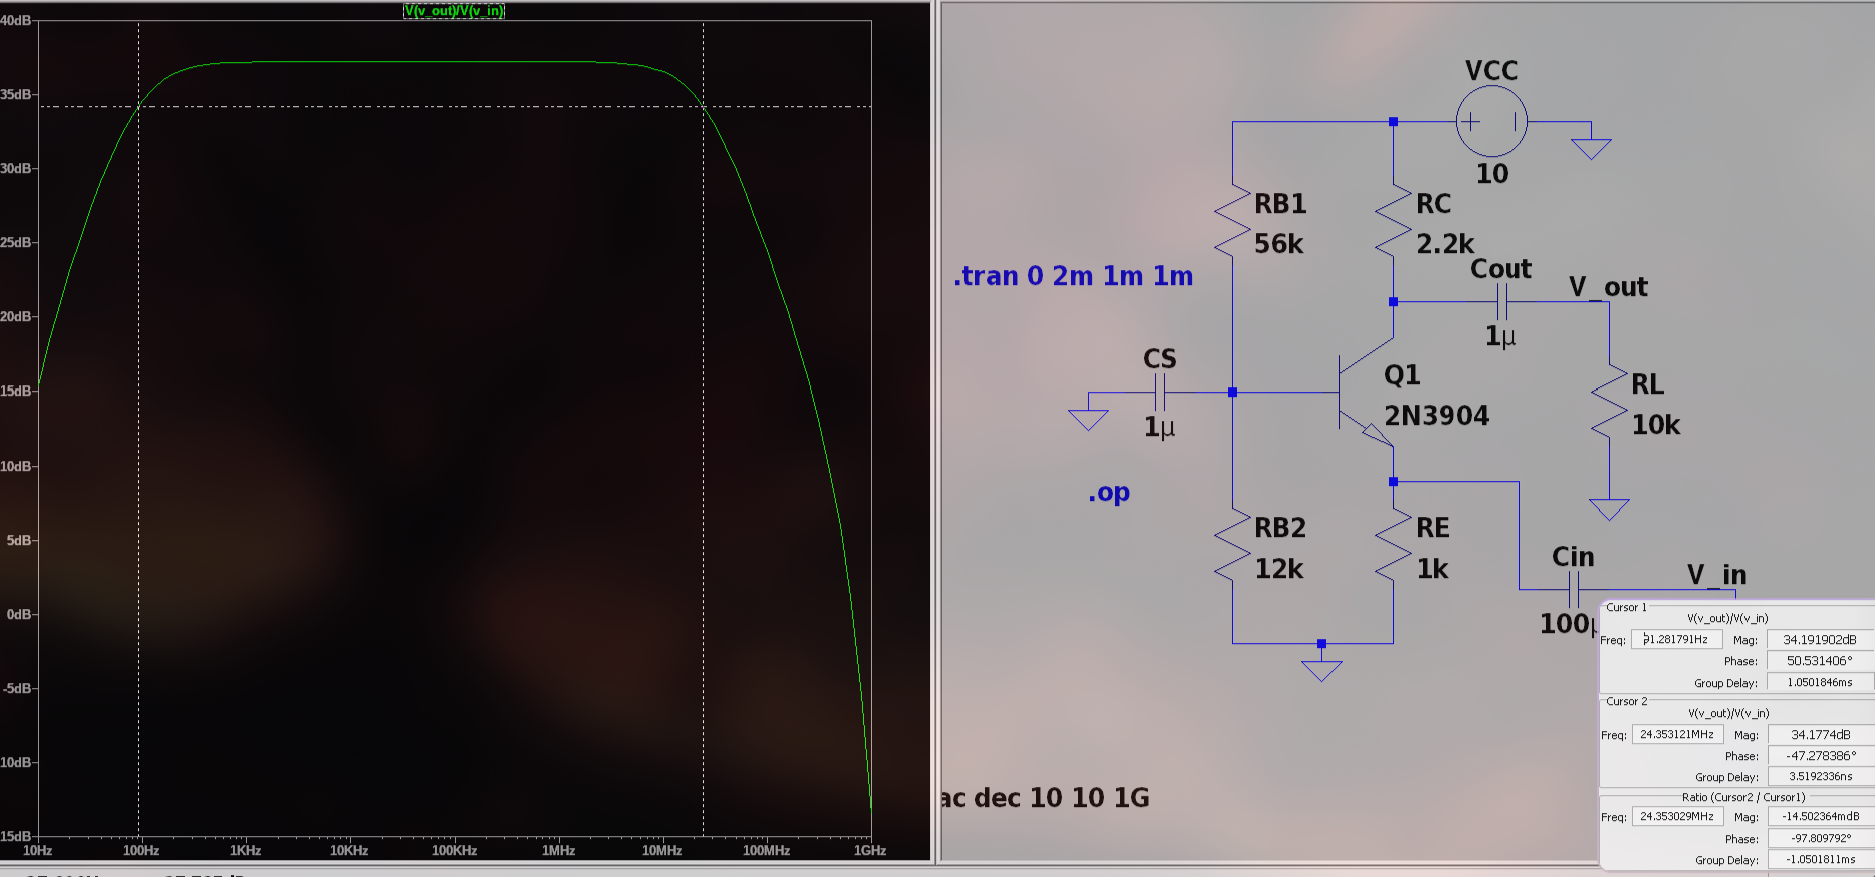 V(v_out)/V(v_in)
40dB
35dB
30dB
25dB
20dB
15dB
10dB
5dB
0dB
-5dB
10dB
15dB
10Hz
100Hz
1KHz
10KHz
100KHz
1MHz
10MHz
100MHz
1GHz
VCC
10
RB1
56k
RC
2.2k
.tran 0 2m 1m 1m
Cout
1µ
V_out
CS
1µ
Q1
2N3904
RL
10k
.op
RB2
12k
RE
1k
Cin
100µ
V_in
ac dec 10 10 1G
Cursor 1
V(v_out)/V(v_in)
Freq: 91.281791Hz Mag: 34.191902dB
Phase: 50.531406°
Group Delay: 1.0501846ms
Cursor 2
V(v_out)/V(v_in)
Freq: 24.353121MHz Mag: 34.1774dB
Phase: -47.278386°
Group Delay: 3.5192336ns
Ratio (Cursor2 / Cursor1)
Freq: 24.353029MHz Mag: -14.502364mdB
Phase: -97.809792°
Group Delay: -1.0501811ms